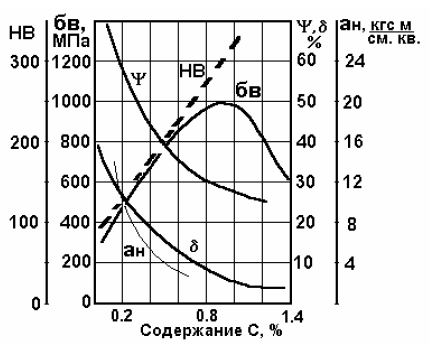 НВ бв, МПа Ψ,δ % ан, кгс м / см. кв.
300 1200 60 24
1000 50 20
200 800 40 16
600 30 12
100 400 20 8
200 10 4
0 0
Ψ НВ бв
ан δ
0.2 0.8 1.4
Содержание С, %